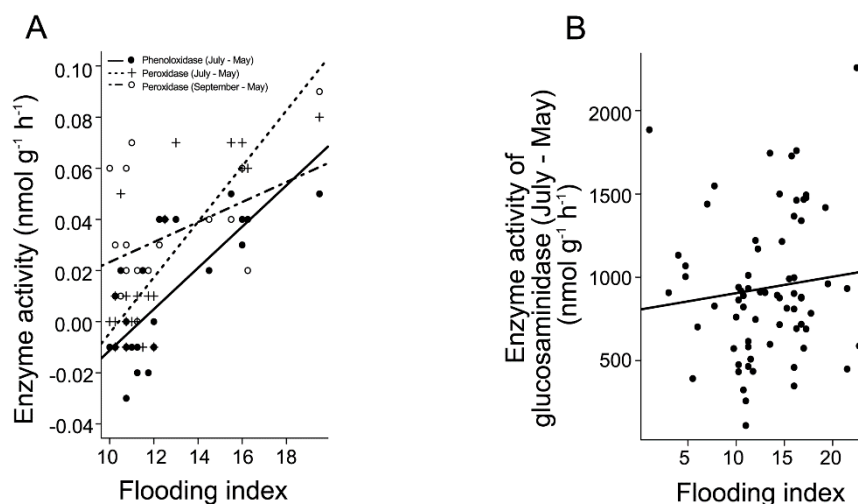 A
Phenoloxidase (July - May)
Peroxidase (July - May)
Peroxidase (September - May)
Enzyme activity (nmol g⁻¹ h⁻¹)
0.10
0.08
0.06
0.04
0.02
0.00
-0.02
-0.04
10 12 14 16 18
Flooding index
B
Enzyme activity of
glucosaminidase (July - May)
(nmol g⁻¹ h⁻¹)
2000
1500
1000
500
5 10 15 20
Flooding index